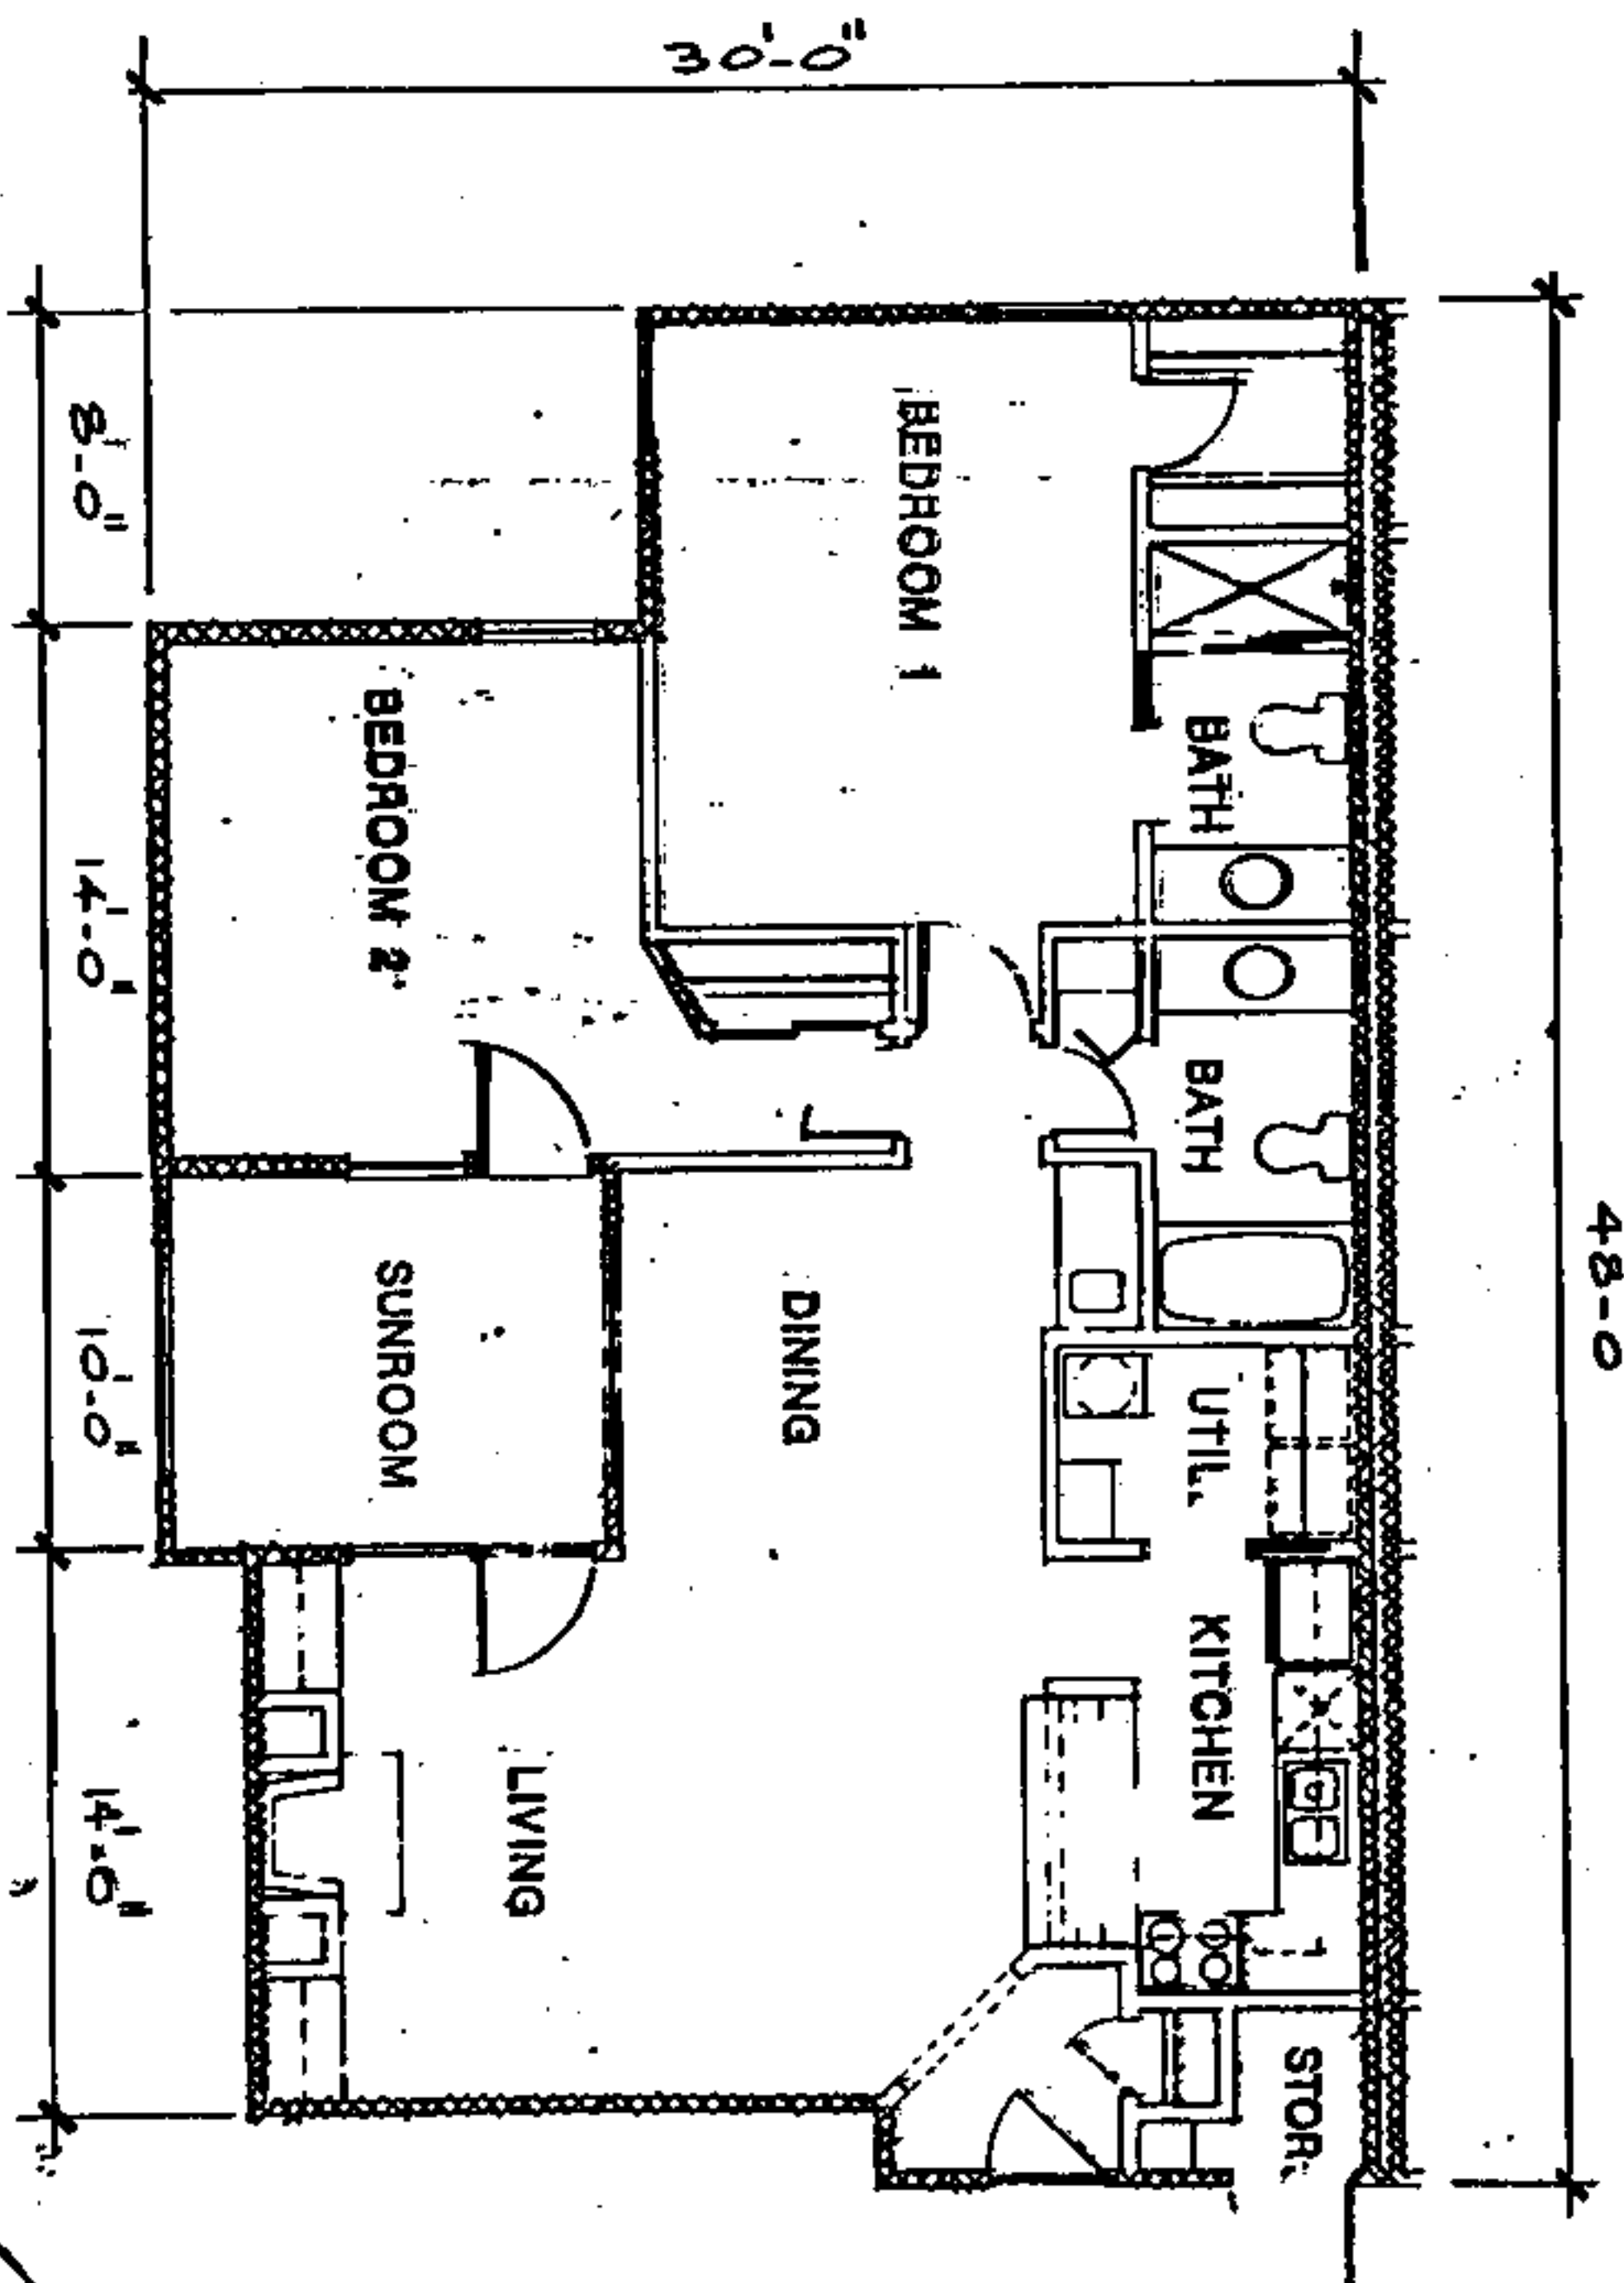 30'-0"
48-0
BATH
BATH
UTIL.
KITCHEN
STOR.
BEDROOM 1
DINING
LIVING
BEDROOM 2
SUNROOM
8'-0"
14'-0"
10'-0"
14'-6"